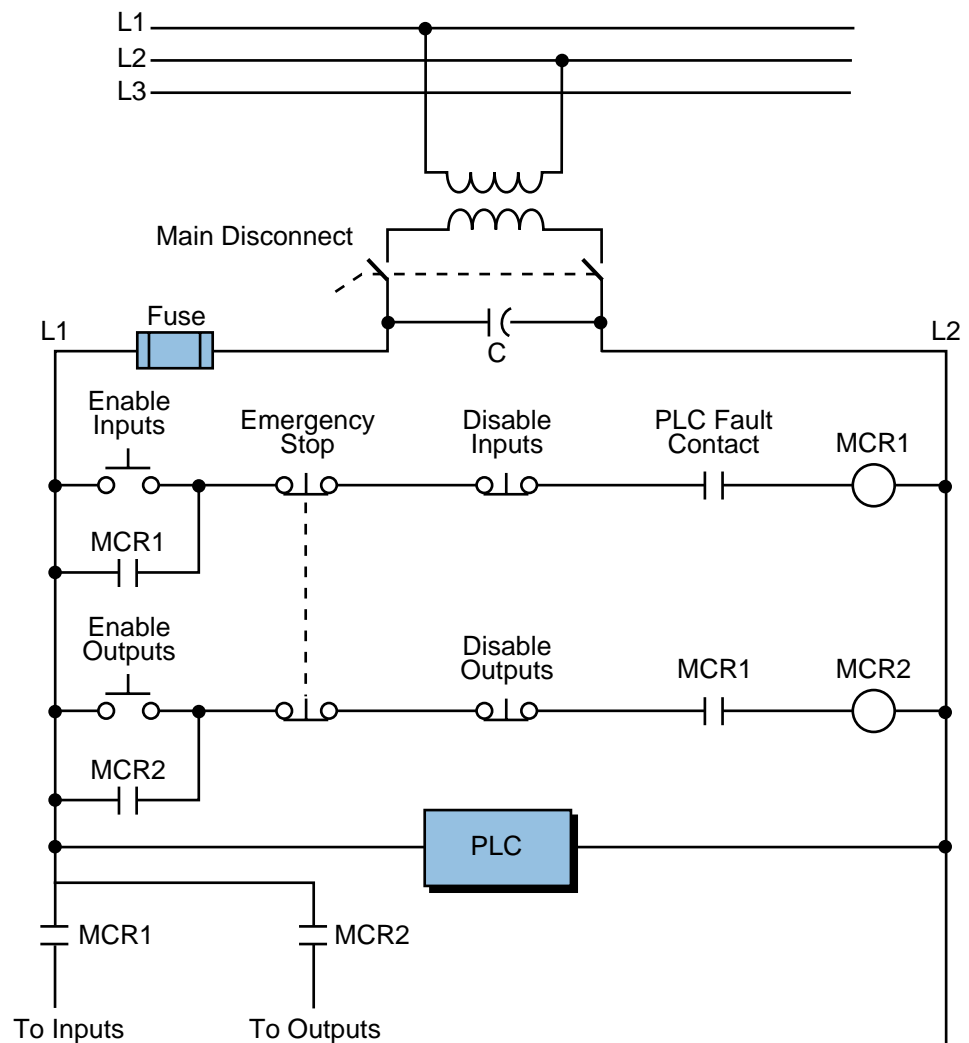 L1
L2
L3
Main Disconnect
L1
Fuse
C
L2
Enable
Inputs
Emergency
Stop
Disable
Inputs
PLC Fault
Contact
MCR1
MCR1
Enable
Outputs
Disable
Outputs
MCR1
MCR2
MCR2
PLC
MCR1
MCR2
To Inputs
To Outputs